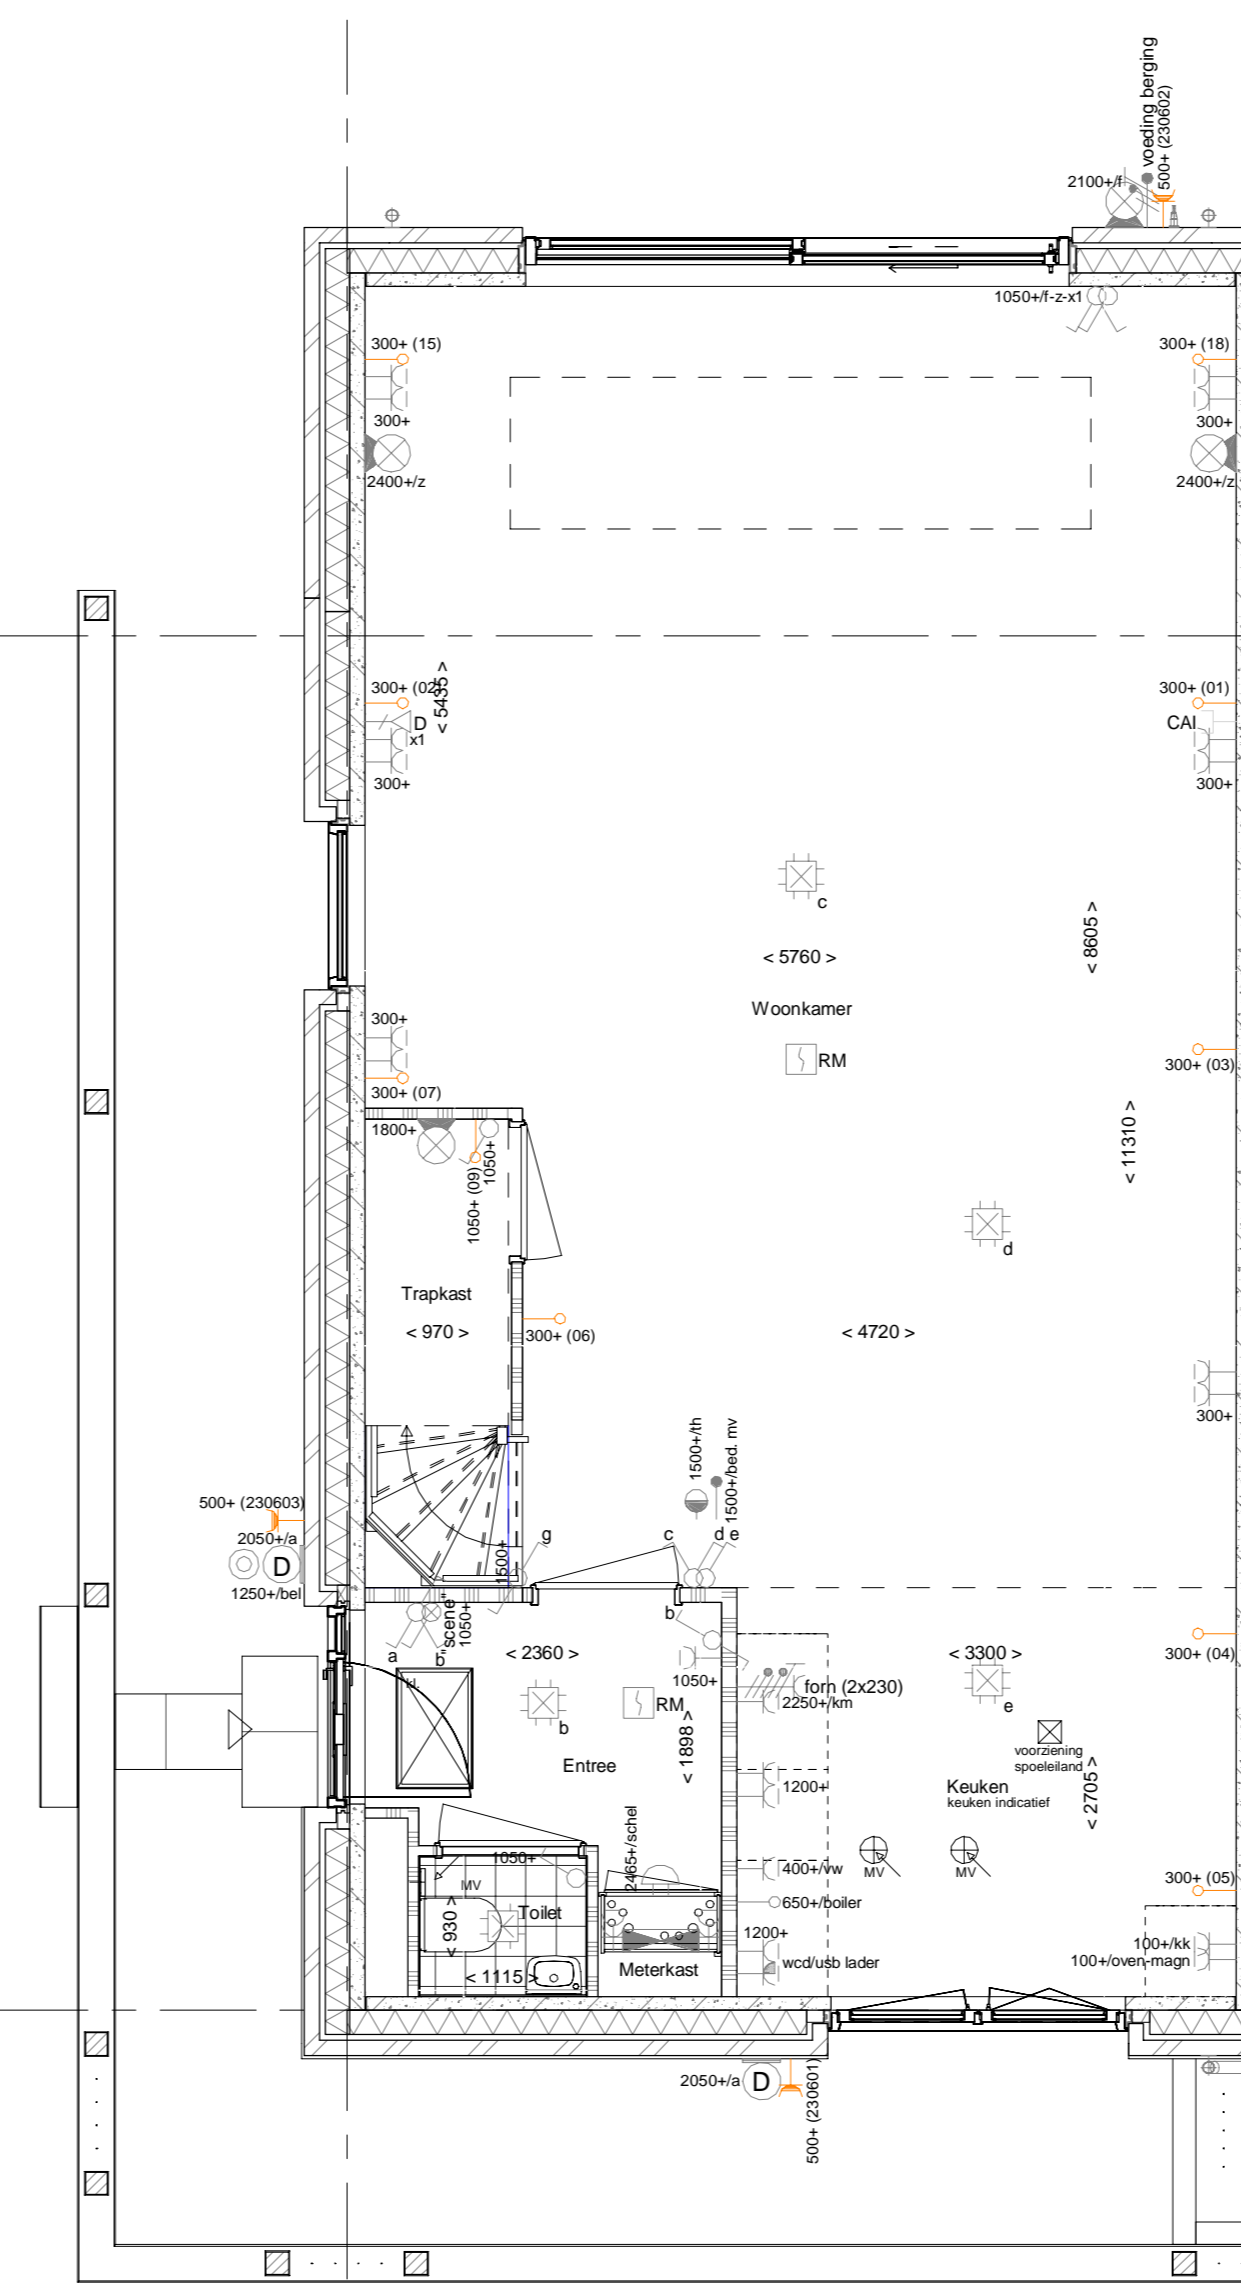 voeding berging
500+ (230602)
2100+/f
1050+/f-z-x1
300+ (15)
300+ (18)
300+
300+
2400+/z
2400+/z
300+ (02)
< 5435 >
300+ (01)
D
x1
CAI
300+
300+
c
< 5760 >
< 8605 >
Woonkamer
300+
RM
300+ (03)
300+ (07)
1800+
1050+
1050+ (09)
< 11310 >
d
Trapkast
< 970 >
300+ (06)
< 4720 >
300+
1500+/th
1500+/bed. mv
500+ (230603)
2050+/a
D
1250+/bel
g
c
d e
1500+
"scene"
1050+
a
b
b
< 2360 >
< 3300 >
300+ (04)
kl.
1050+
forn (2x230)
2250+/km
b
RM
e
< 1898 >
voorziening
spoeleiland
Entree
1200+
Keuken
keuken indicatief
< 2705 >
2465+/schel
1050+
MV
400+/vw
MV
MV
300+ (05)
650+/boiler
< 930 >
Toilet
1200+
100+/kk
100+/oven-magn
< 1115 >
Meterkast
wcd/usb lader
2050+/a
D
500+ (230601)